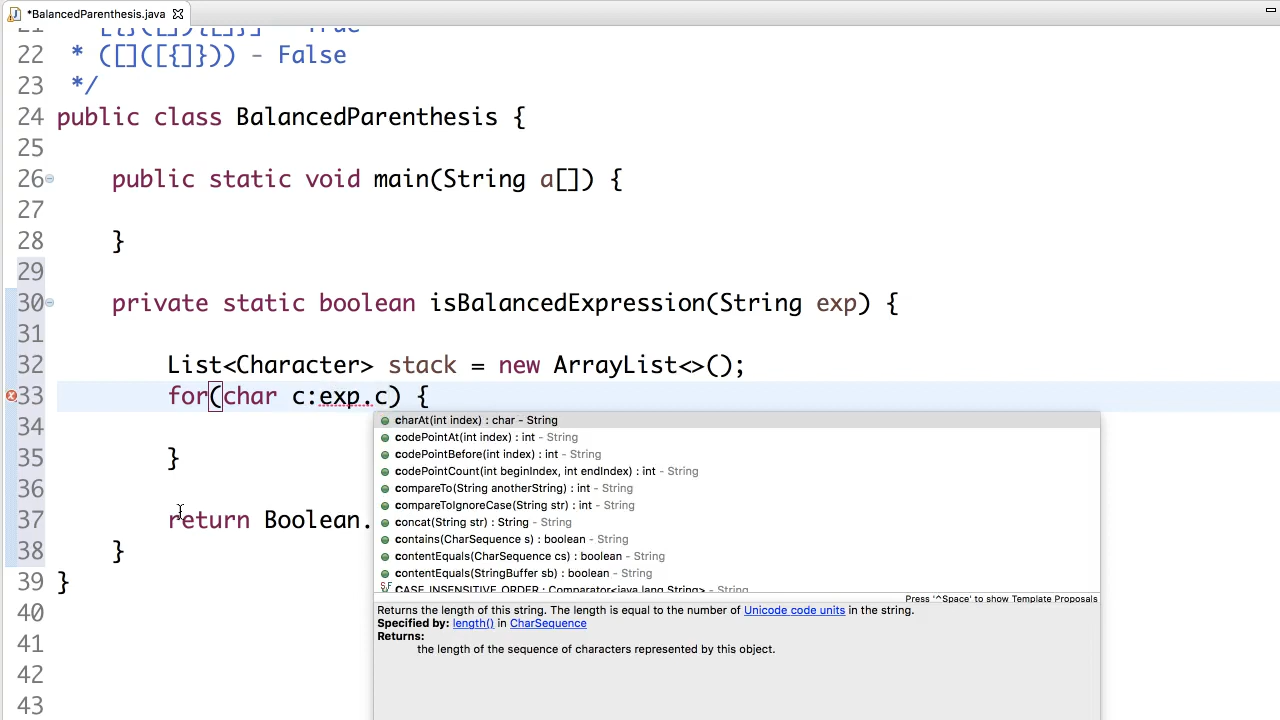 *BalancedParenthesis.java
22 * ([]([{]})) - False
23 */
24 public class BalancedParenthesis {
25
26 public static void main(String a[]) {
27
28 }
29
30 private static boolean isBalancedExpression(String exp) {
31
32 List<Character> stack = new ArrayList<>();
33 for(char c:exp.c) {
34
35 }
36
37 return Boolean.
38 }
39 }
40
41
42
43
charAt(int index) : char - String
codePointAt(int index) : int - String
codePointBefore(int index) : int - String
codePointCount(int beginIndex, int endIndex) : int - String
compareTo(String anotherString) : int - String
compareToIgnoreCase(String str) : int - String
concat(String str) : String - String
contains(CharSequence s) : boolean - String
contentEquals(CharSequence cs) : boolean - String
contentEquals(StringBuffer sb) : boolean - String
CASE_INSENSITIVE_ORDER : Comparator<java.lang.String> - String
Press '^Space' to show Template Proposals
Returns the length of this string. The length is equal to the number of Unicode code units in the string.
Specified by: length() in CharSequence
Returns:
the length of the sequence of characters represented by this object.